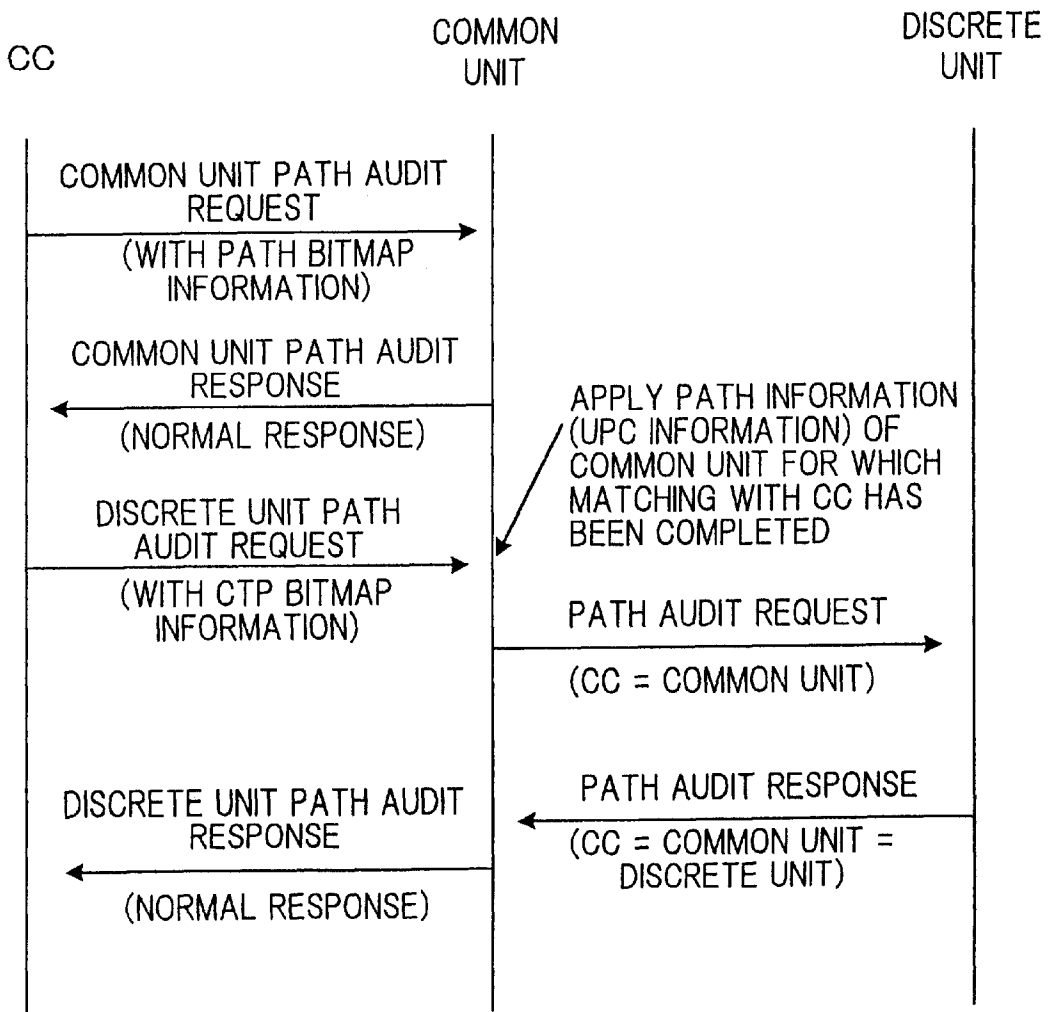 CC
COMMON
UNIT
DISCRETE
UNIT
COMMON UNIT PATH AUDIT
REQUEST
(WITH PATH BITMAP
INFORMATION)
COMMON UNIT PATH AUDIT
RESPONSE
(NORMAL RESPONSE)
APPLY PATH INFORMATION
(UPC INFORMATION) OF
COMMON UNIT FOR WHICH
MATCHING WITH CC HAS
BEEN COMPLETED
DISCRETE UNIT PATH
AUDIT REQUEST
(WITH CTP BITMAP
INFORMATION)
PATH AUDIT REQUEST
(CC = COMMON UNIT)
PATH AUDIT RESPONSE
(CC = COMMON UNIT =
DISCRETE UNIT)
DISCRETE UNIT PATH AUDIT
RESPONSE
(NORMAL RESPONSE)